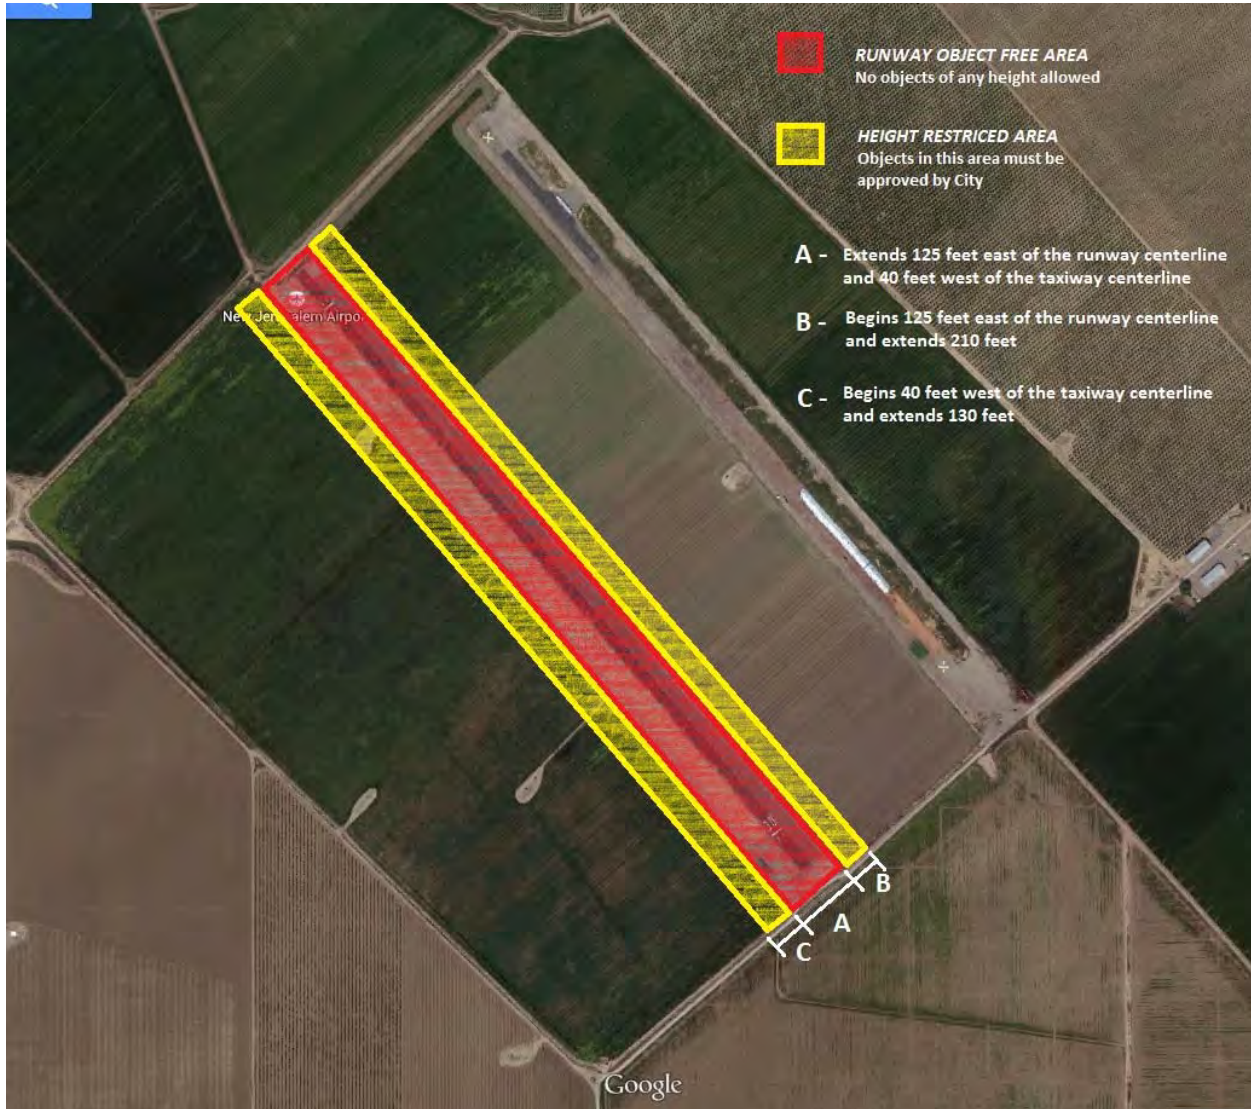 RUNWAY OBJECT FREE AREA
No objects of any height allowed
HEIGHT RESTRICED AREA
Objects in this area must be
approved by City
A - Extends 125 feet east of the runway centerline
and 40 feet west of the taxiway centerline
B - Begins 125 feet east of the runway centerline
and extends 210 feet
C - Begins 40 feet west of the taxiway centerline
and extends 130 feet
New Jerusalem Airpo
B
A
C
Google